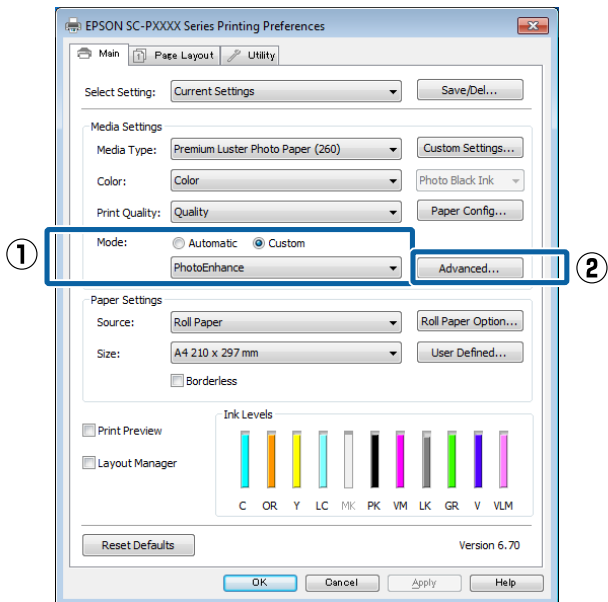 EPSON SC-PXXXX Series Printing Preferences
Main Page Layout Utility
Select Setting: Current Settings Save/Del...
Media Settings
Media Type: Premium Luster Photo Paper (260) Custom Settings...
Color: Color Photo Black Ink
Print Quality: Quality Paper Config...
Mode: Automatic Custom
①
PhotoEnhance Advanced... ②
Paper Settings
Source: Roll Paper Roll Paper Option...
Size: A4 210 x 297 mm User Defined...
Borderless
Ink Levels
Print Preview
Layout Manager
C OR Y LC MK PK VM LK GR V VLM
Reset Defaults Version 6.70
OK Cancel Apply Help